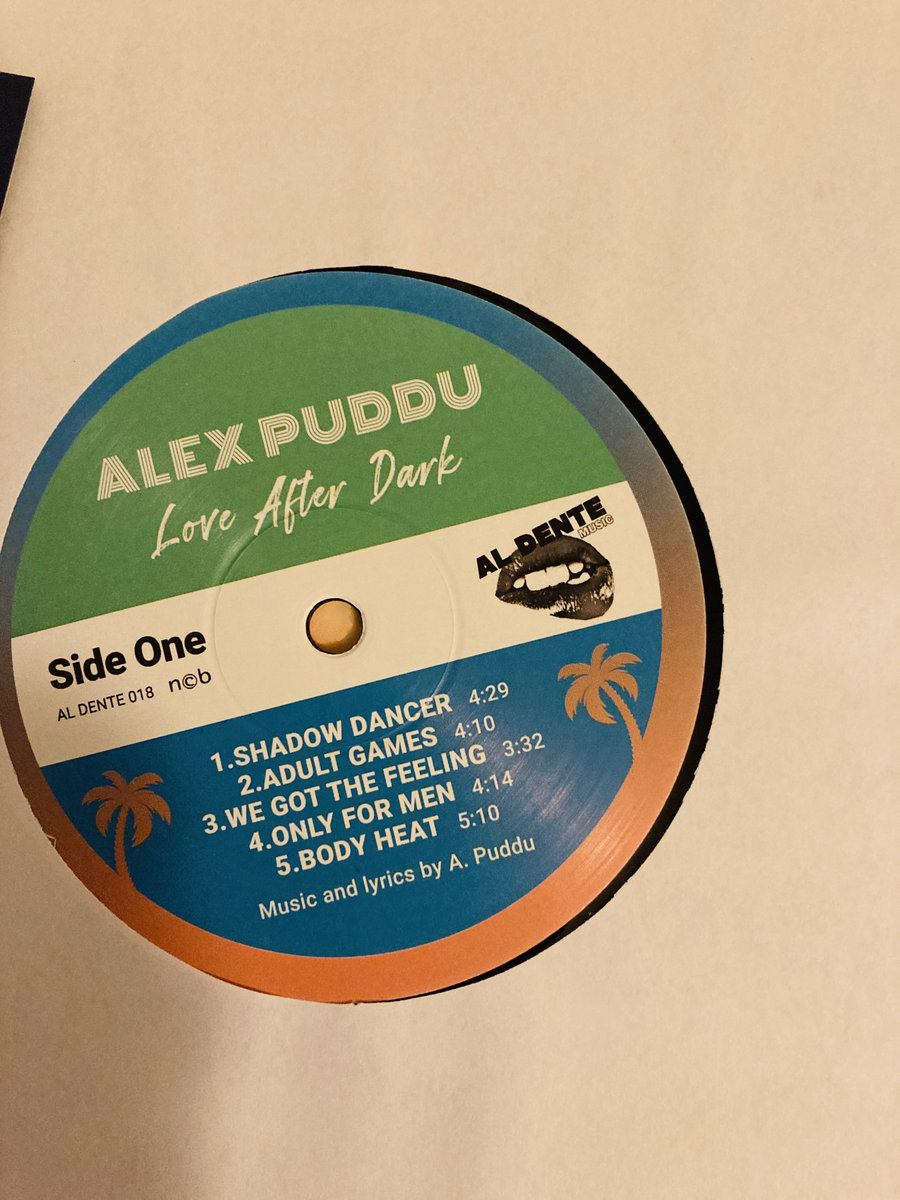 ALEX PUDDU
Love After Dark
AL DENTE
MUSIC
Side One
AL DENTE 018 n©b
1.SHADOW DANCER 4:29
2.ADULT GAMES 4:10
3.WE GOT THE FEELING 3:32
4.ONLY FOR MEN 4:14
5.BODY HEAT 5:10
Music and lyrics by A. Puddu